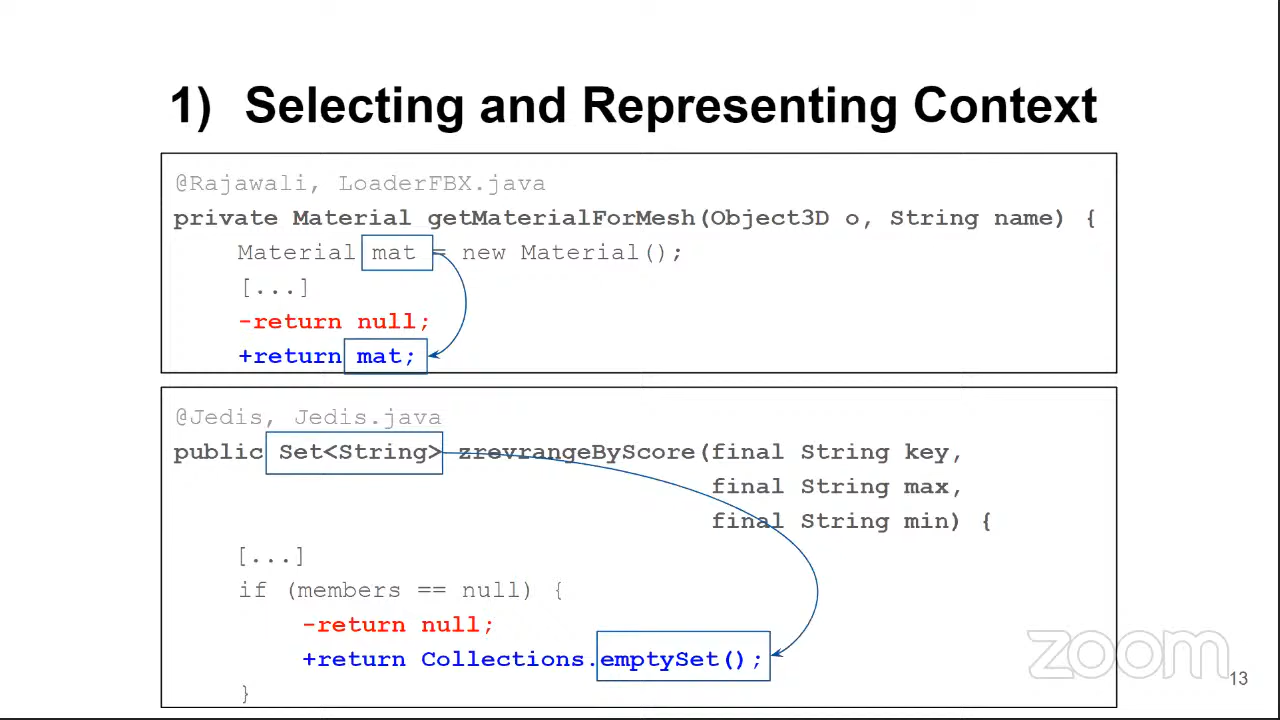 1) Selecting and Representing Context
@Rajawali, LoaderFBX.java
private Material getMaterialForMesh(Object3D o, String name) {
Material mat = new Material();
[...]
-return null;
+return mat;
@Jedis, Jedis.java
public Set<String> zrevrangeByScore(final String key,
final String max,
final String min) {
[...]
if (members == null) {
-return null;
+return Collections.emptySet();
}
zoom
13